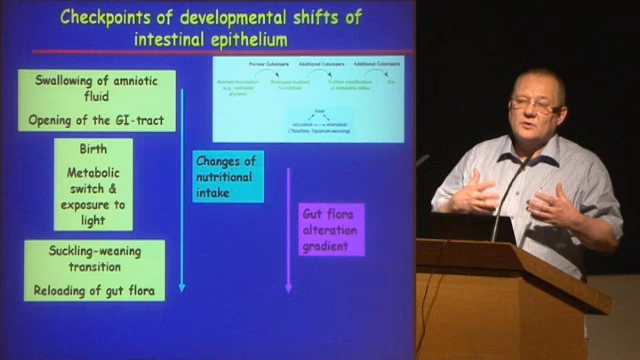 Checkpoints of developmental shifts of
intestinal epithelium
Swallowing of amniotic
fluid
Opening of the GI-tract
Birth
Metabolic
switch &
exposure to
light
Suckling-weaning
transition
Reloading of gut flora
Changes of
nutritional
intake
Gut flora
alteration
gradient
Pioneer Colonizers
Additional Colonizers
Additional Colonizers